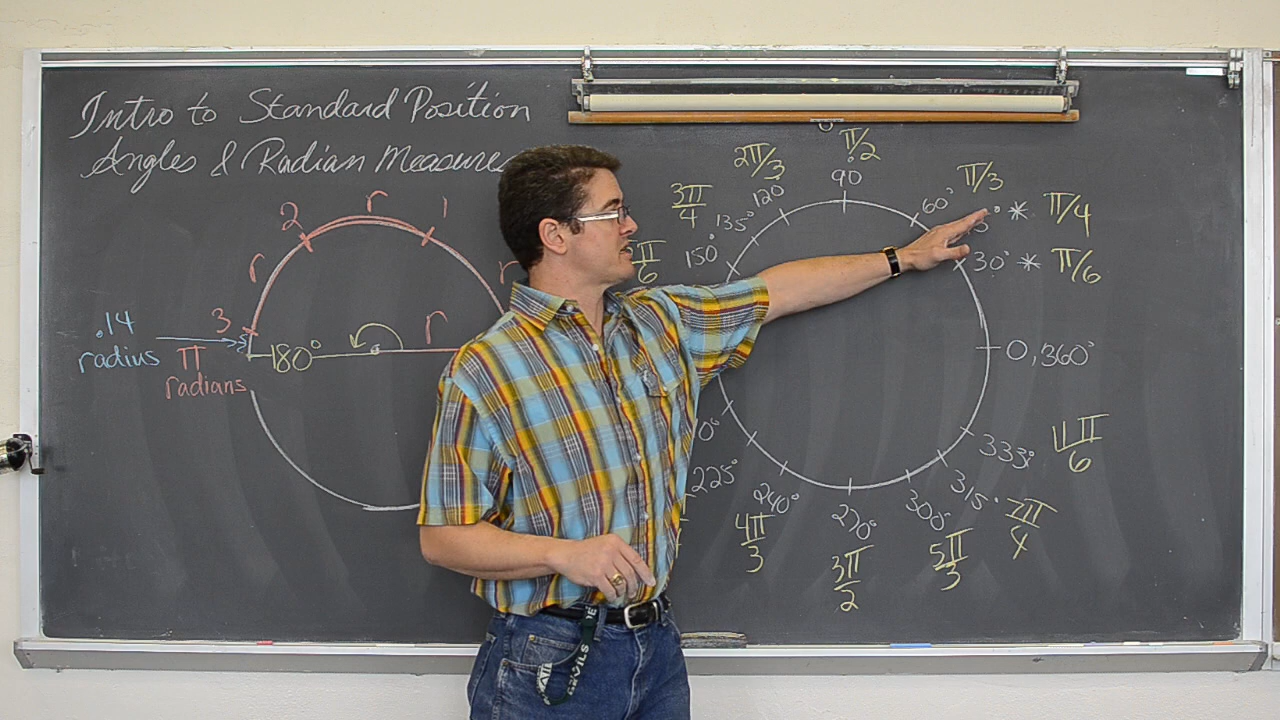 Intro to Standard Position
Angles & Radian Measure
r
2
1
r
r
3
.14
radius
π
radians
180°
r
π/2
90
2π/3
120
3π/4
135°
150°
π/3
60°
* π/4
30° * π/6
0, 360°
333°
11π/6
315°
7π/4
300°
5π/3
270°
3π/2
240°
4π/3
225°